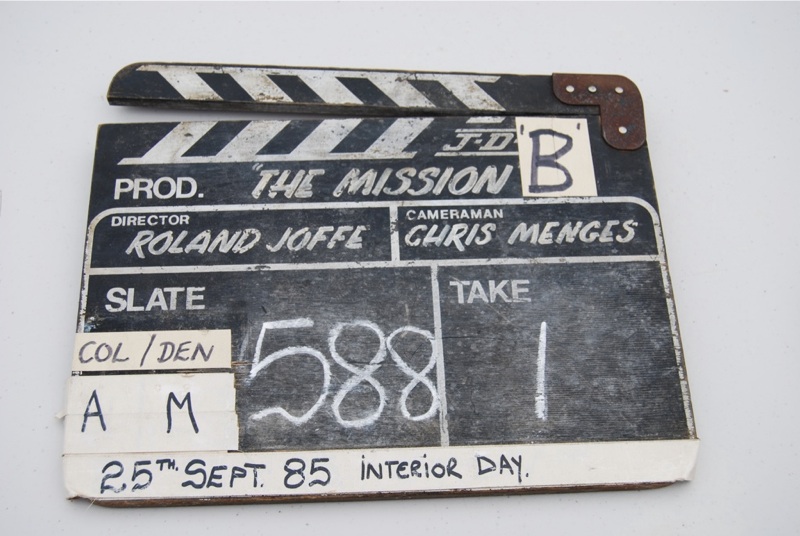 J-D-
'B'
PROD. "THE MISSION
DIRECTOR
ROLAND JOFFE
CAMERAMAN
CHRIS MENGES
SLATE
588
TAKE
1
COL / DEN
A M
25TH. SEPT. 85 INTERIOR DAY.